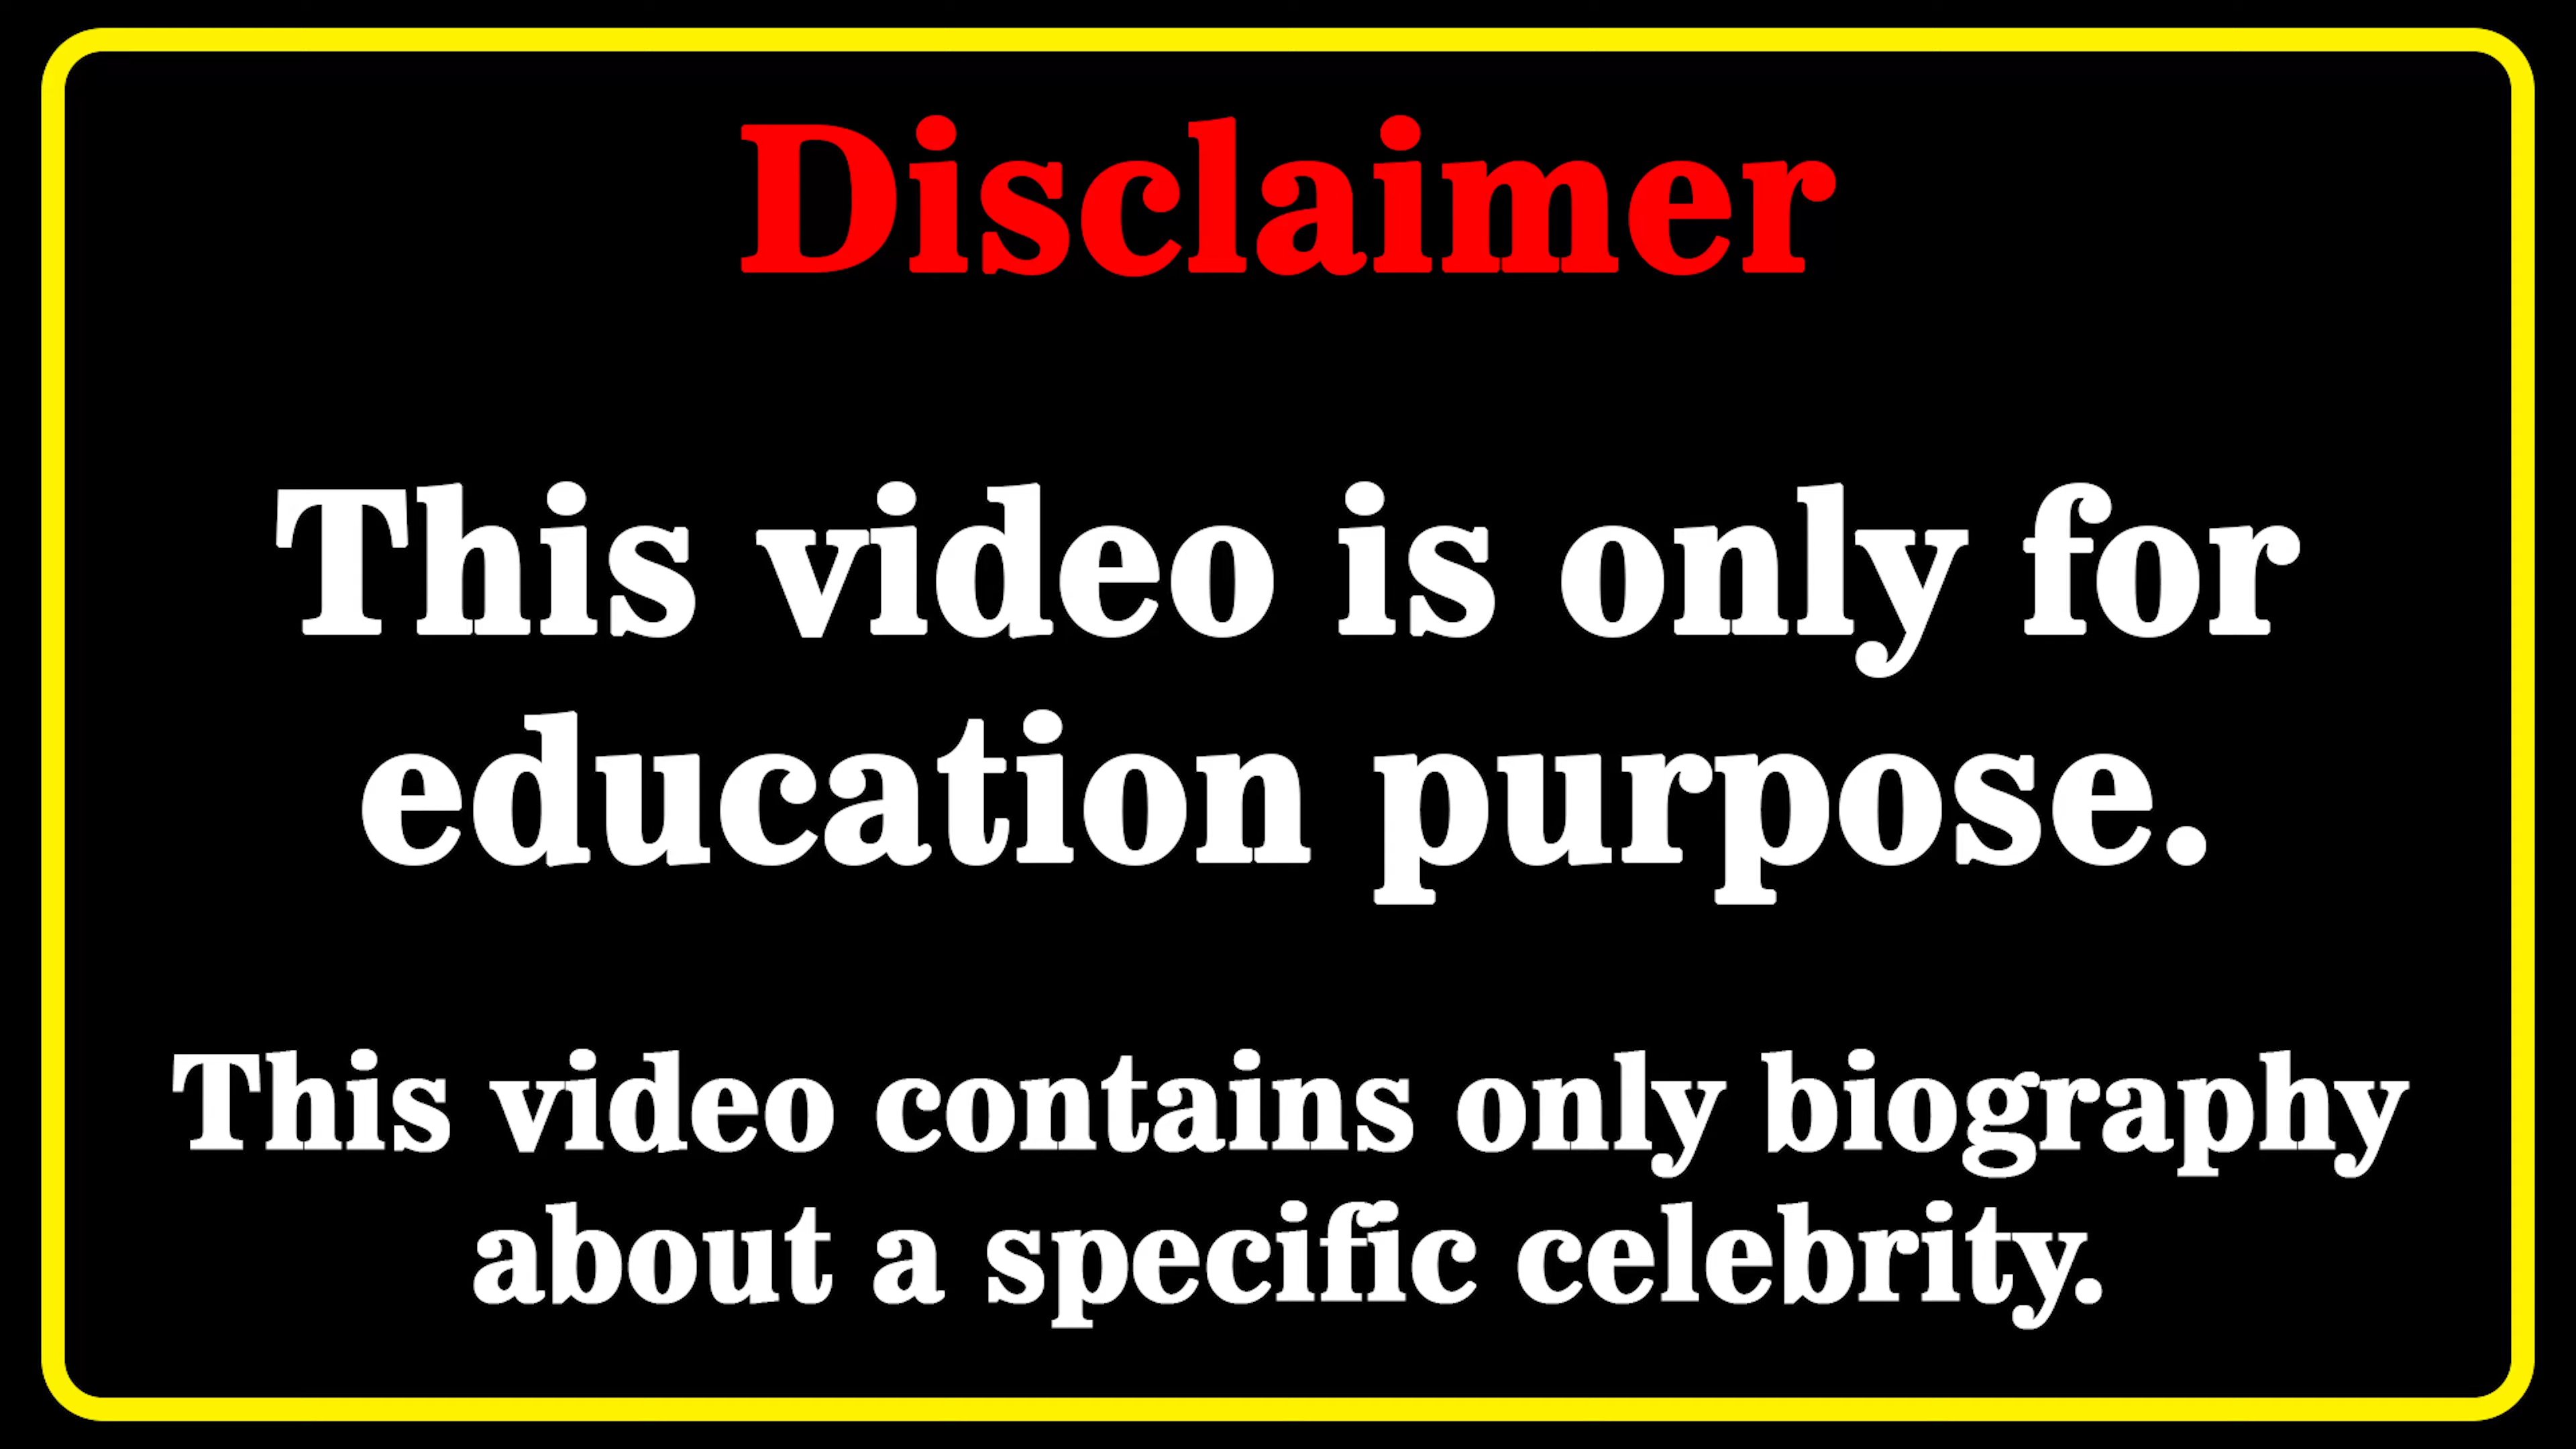 Disclaimer
This video is only for
education purpose.
This video contains only biography
about a specific celebrity.